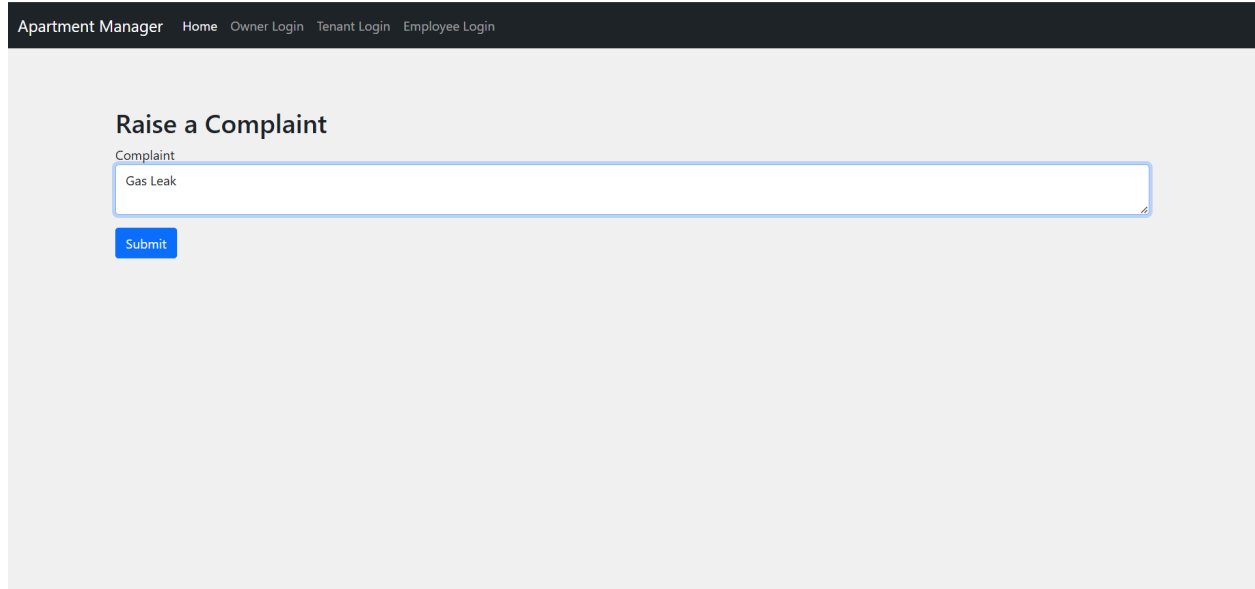 Apartment Manager Home Owner Login Tenant Login Employee Login
Raise a Complaint
Complaint
Gas Leak
Submit